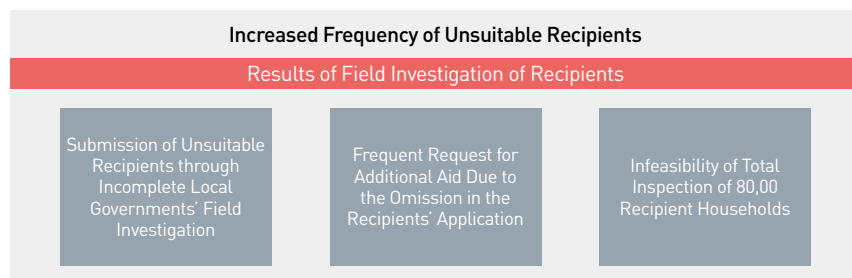 Increased Frequency of Unsuitable Recipients
Results of Field Investigation of Recipients
Submission of Unsuitable
Recipients through
Incomplete Local
Governments' Field
Investigation
Frequent Request for
Additional Aid Due to
the Omission in the
Recipients' Application
Infeasibility of Total
Inspection of 80,00
Recipient Households